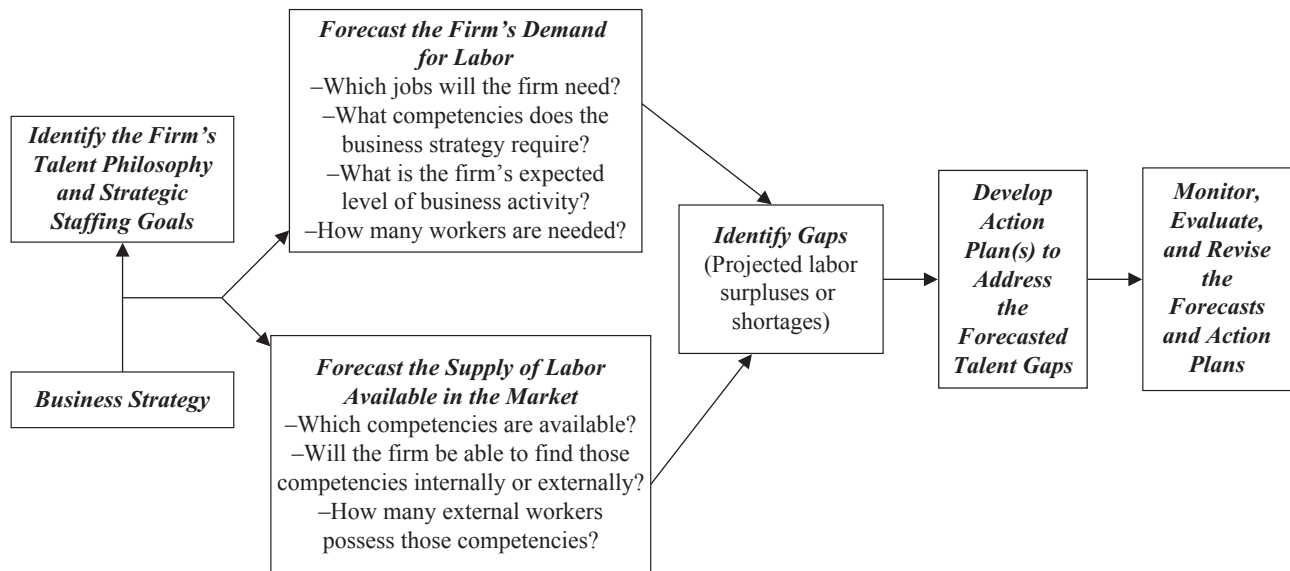 Identify the Firm’s
Talent Philosophy
and Strategic
Staffing Goals
Business Strategy
Forecast the Firm’s Demand
for Labor
–Which jobs will the firm need?
–What competencies does the
business strategy require?
–What is the firm’s expected
level of business activity?
–How many workers are needed?
Forecast the Supply of Labor
Available in the Market
–Which competencies are available?
–Will the firm be able to find those
competencies internally or externally?
–How many external workers
possess those competencies?
Identify Gaps
(Projected labor
surpluses or
shortages)
Develop
Action
Plan(s) to
Address
the
Forecasted
Talent Gaps
Monitor,
Evaluate,
and Revise
the
Forecasts
and Action
Plans